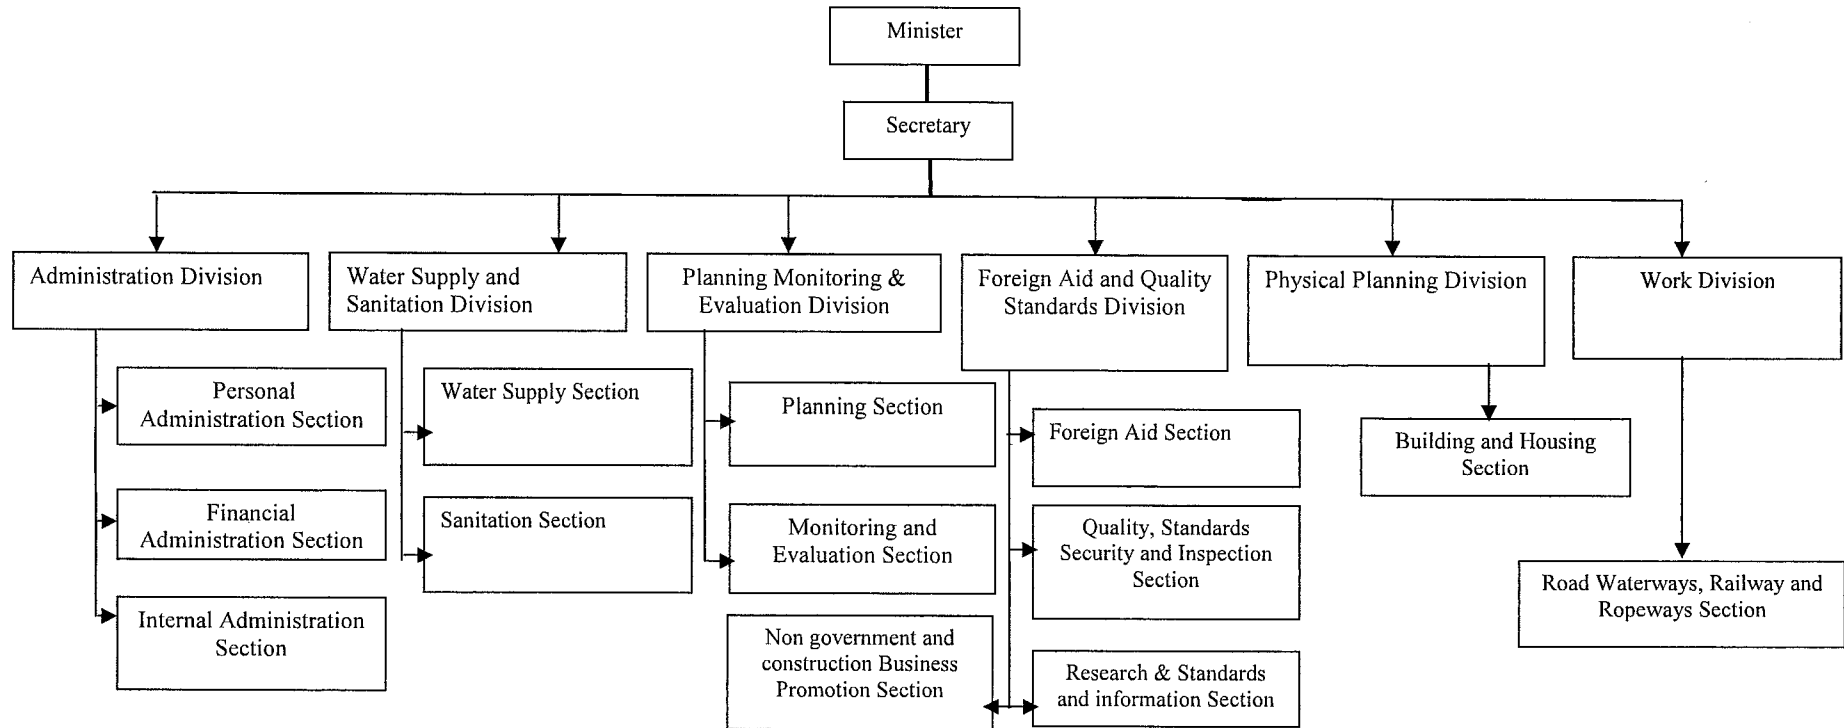 Minister
Secretary
Administration Division
Water Supply and
Sanitation Division
Planning Monitoring &
Evaluation Division
Foreign Aid and Quality
Standards Division
Physical Planning Division
Work Division
Personal
Administration Section
Financial
Administration Section
Internal Administration
Section
Water Supply Section
Sanitation Section
Planning Section
Monitoring and
Evaluation Section
Non government and
construction Business
Promotion Section
Foreign Aid Section
Quality, Standards
Security and Inspection
Section
Research & Standards
and information Section
Building and Housing
Section
Road Waterways, Railway and
Ropeways Section